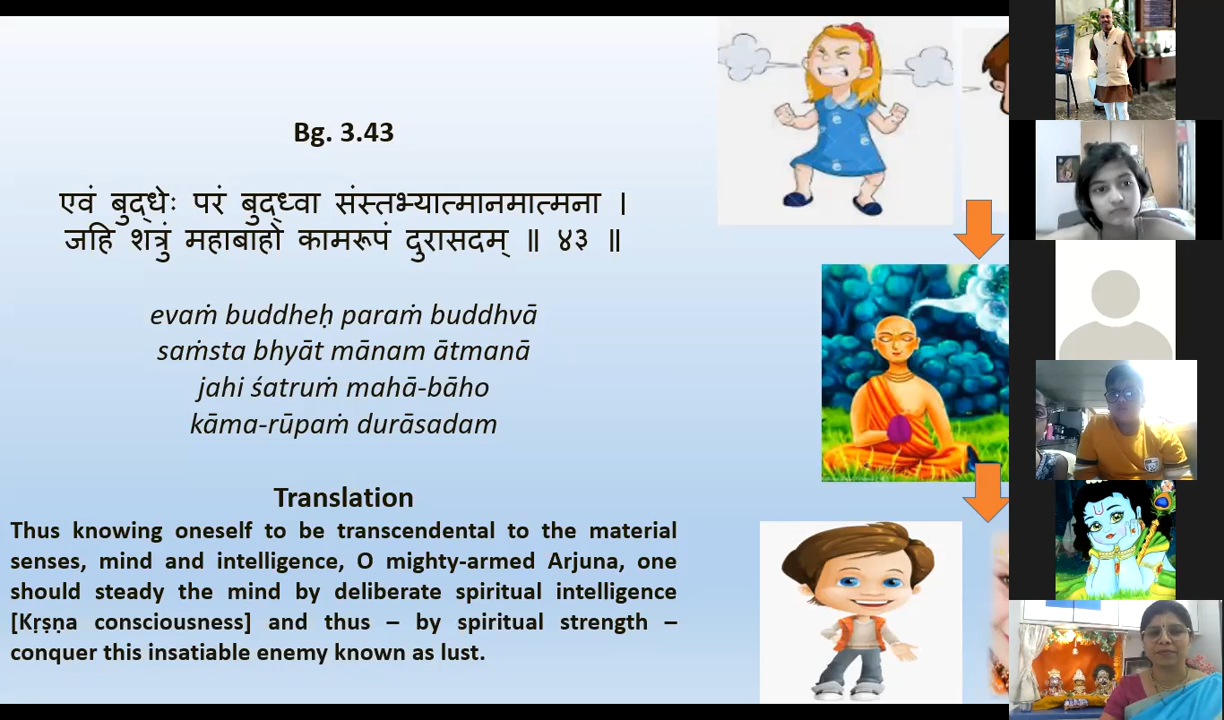 Bg. 3.43
एवं बुद्धेः परं बुद्ध्वा संस्तभ्यात्मानमात्मना ।
जहि शत्रुं महाबाहो कामरूपं दुरासदम् ॥ ४३ ॥
evaṁ buddheḥ paraṁ buddhvā
saṁsta bhyāt mānam ātmanā
jahi śatruṁ mahā-bāho
kāma-rūpaṁ durāsadam
Translation
Thus knowing oneself to be transcendental to the material
senses, mind and intelligence, O mighty-armed Arjuna, one
should steady the mind by deliberate spiritual intelligence
[Kṛṣṇa consciousness] and thus – by spiritual strength –
conquer this insatiable enemy known as lust.